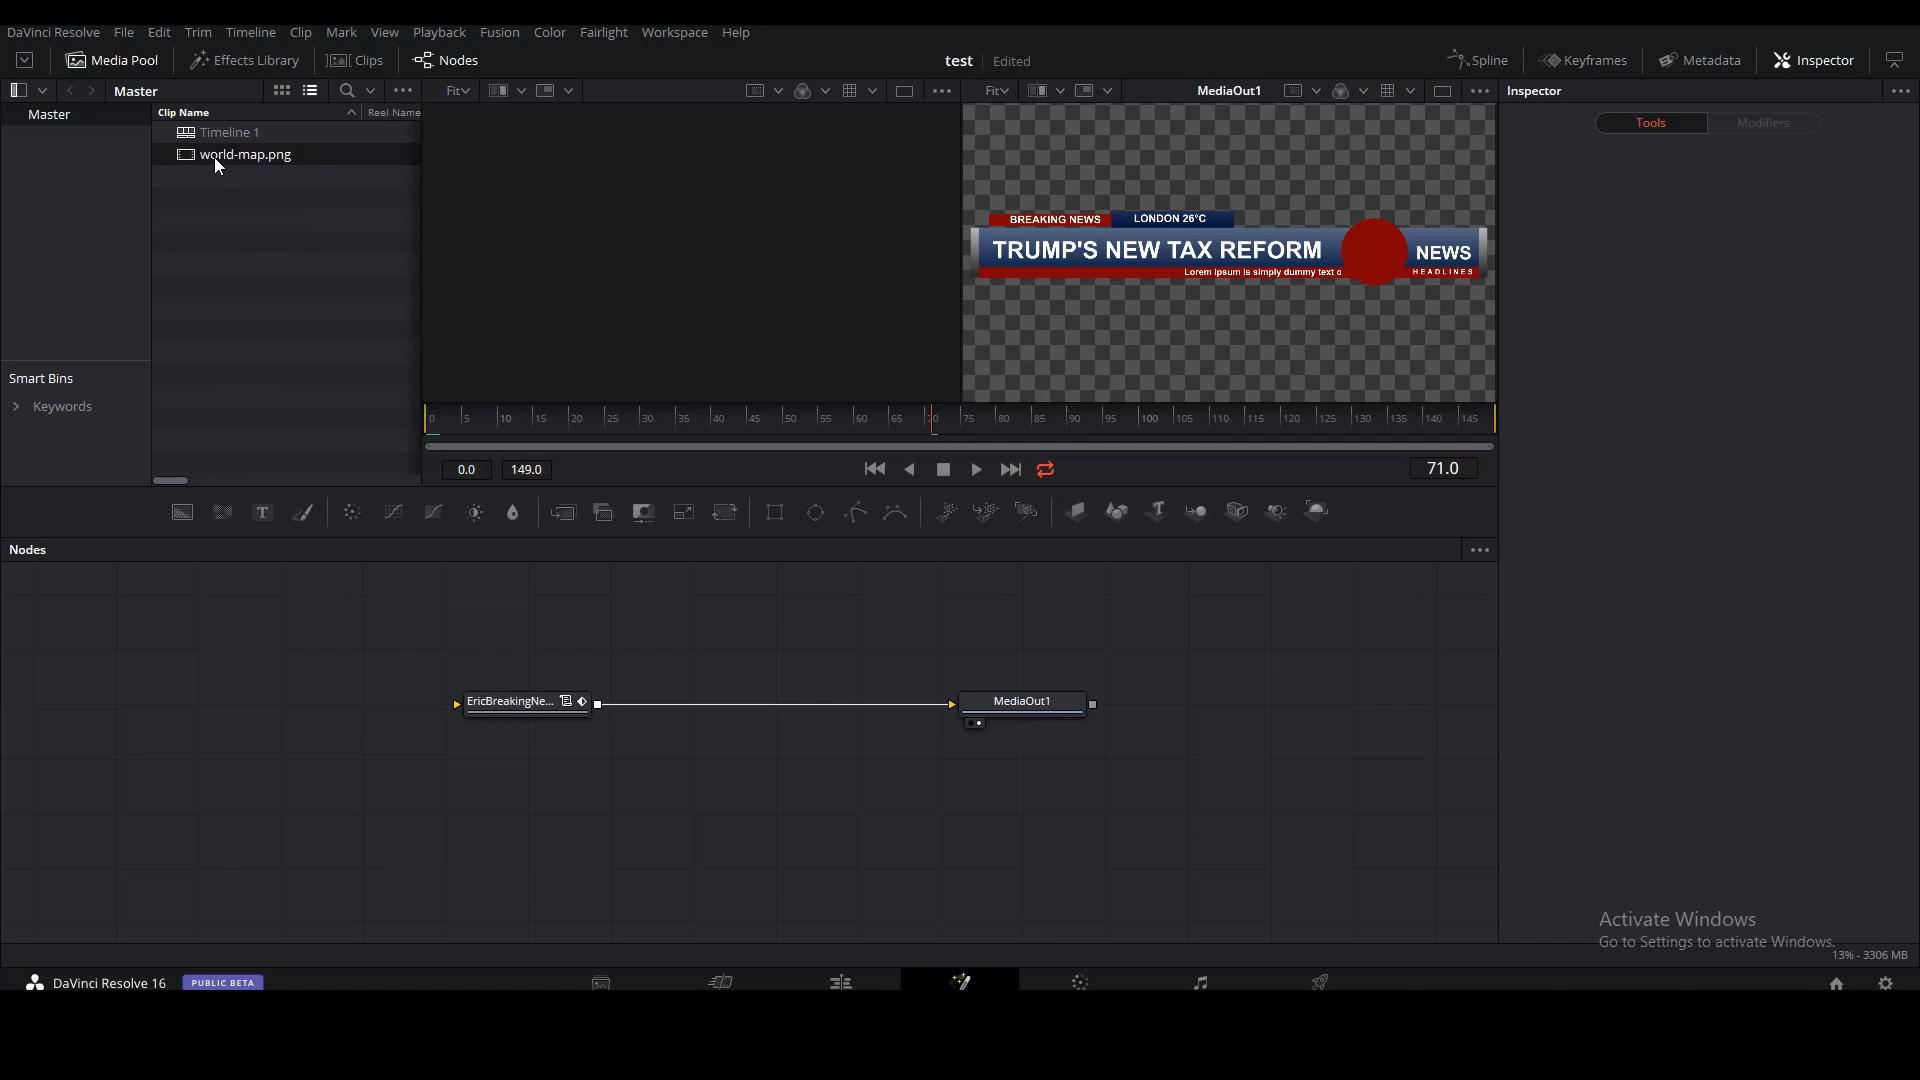 DaVinci Resolve File Edit Trim Timeline Clip Mark View Playback Fusion Color Fairlight Workspace Help
Media Pool Effects Library Clips Nodes test Edited Spline Keyframes Metadata Inspector
Master Fit Fit MediaOut1 Inspector
Master Clip Name Reel Name
Tools Modifiers
Timeline 1
world-map.png
BREAKING NEWS LONDON 26°C
TRUMP'S NEW TAX REFORM NEWS
Lorem Ipsum is simply dummy text o HEADLINES
Smart Bins
Keywords
0 5 10 15 20 25 30 35 40 45 50 55 60 65 70 75 80 85 90 95 100 105 110 115 120 125 130 135 140 145
0.0 149.0 71.0
T
Nodes
EricBreakingNe... MediaOut1
Activate Windows
Go to Settings to activate Windows.
13% - 3306 MB
DaVinci Resolve 16 PUBLIC BETA